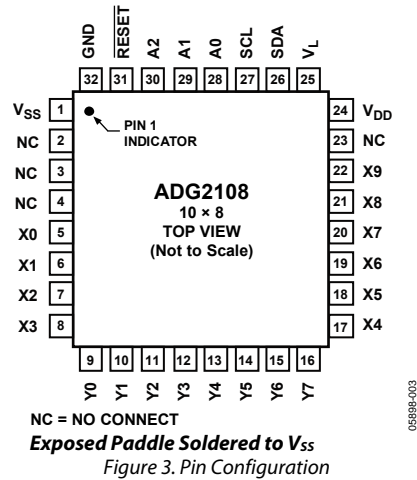 GND RESET A2 A1 A0 SCL SDA VL
32 31 30 29 28 27 26 25
VSS 1
NC 2
NC 3
NC 4
X0 5
X1 6
X2 7
X3 8
PIN 1
INDICATOR
ADG2108
10 × 8
TOP VIEW
(Not to Scale)
24 VDD
23 NC
22 X9
21 X8
20 X7
19 X6
18 X5
17 X4
9 10 11 12 13 14 15 16
Y0 Y1 Y2 Y3 Y4 Y5 Y6 Y7
NC = NO CONNECT
Exposed Paddle Soldered to VSS
Figure 3. Pin Configuration
05898-003